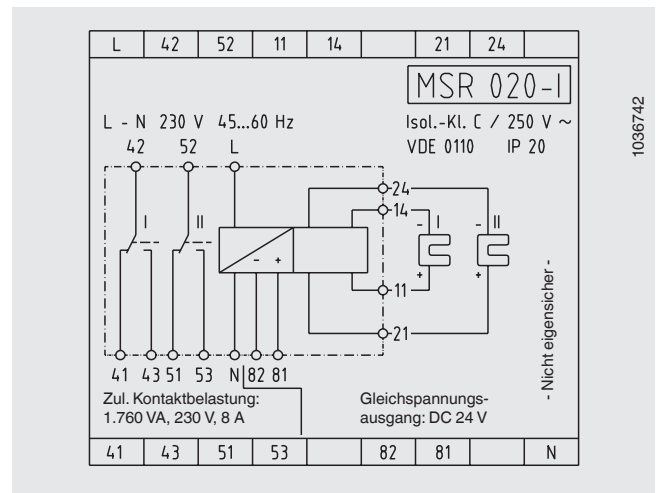 L 42 52 11 14 21 24
MSR 020-I
L - N 230 V 45...60 Hz
Isol.-Kl. C / 250 V ~
VDE 0110 IP 20
42 52 L
24
14
I II
- I - II
- +
+ +
11
21
41 43 51 53 N 82 81
Zul. Kontaktbelastung:
1.760 VA, 230 V, 8 A
Gleichspannungs-
ausgang: DC 24 V
- Nicht eigensicher -
41 43 51 53 82 81 N
1036742